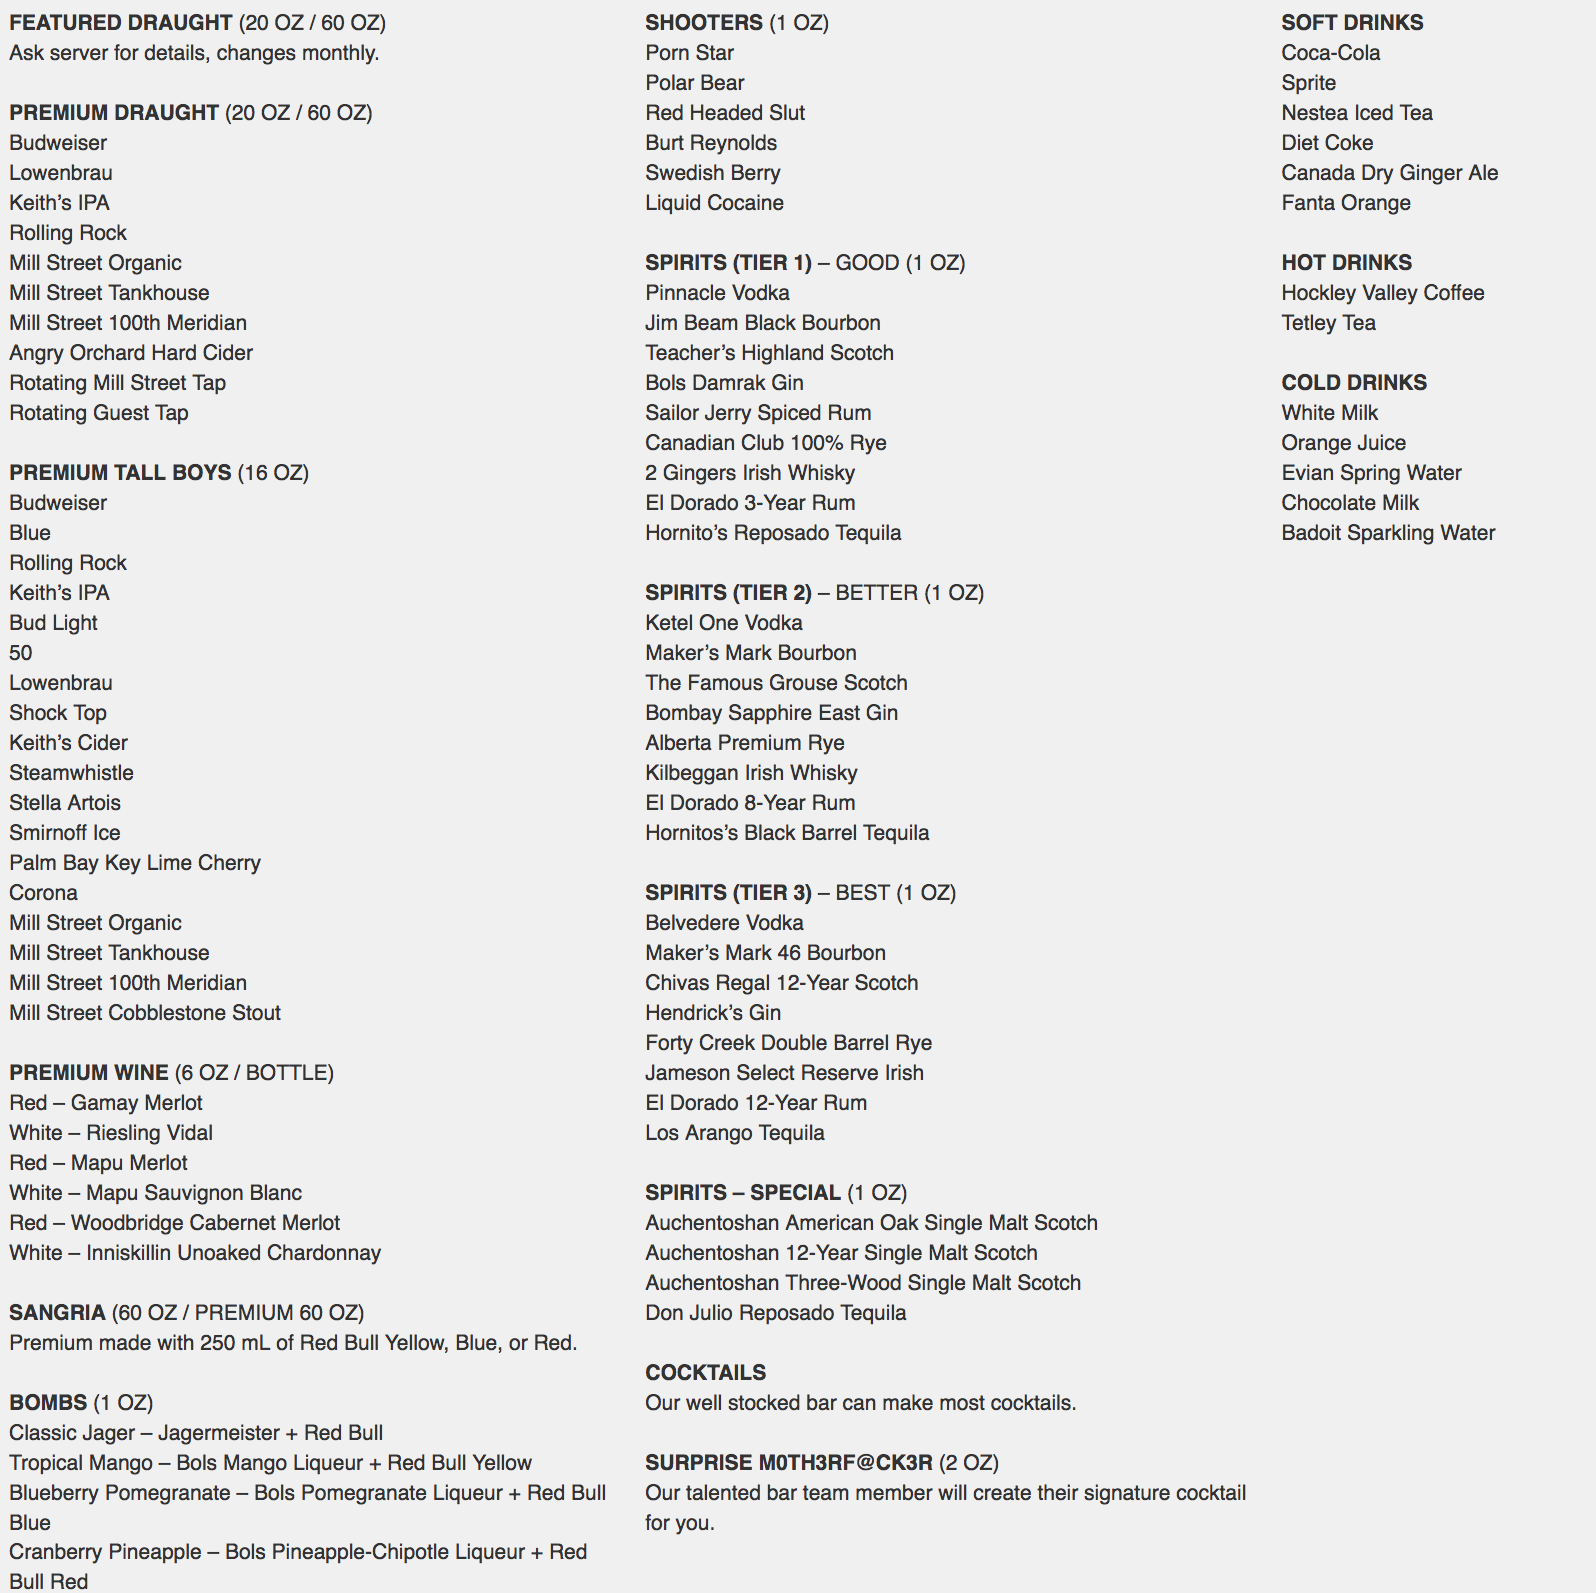 FEATURED DRAUGHT (20 OZ / 60 OZ)
Ask server for details, changes monthly.
PREMIUM DRAUGHT (20 OZ / 60 OZ)
Budweiser
Lowenbrau
Keith’s IPA
Rolling Rock
Mill Street Organic
Mill Street Tankhouse
Mill Street 100th Meridian
Angry Orchard Hard Cider
Rotating Mill Street Tap
Rotating Guest Tap
PREMIUM TALL BOYS (16 OZ)
Budweiser
Blue
Rolling Rock
Keith’s IPA
Bud Light
50
Lowenbrau
Shock Top
Keith’s Cider
Steamwhistle
Stella Artois
Smirnoff Ice
Palm Bay Key Lime Cherry
Corona
Mill Street Organic
Mill Street Tankhouse
Mill Street 100th Meridian
Mill Street Cobblestone Stout
PREMIUM WINE (6 OZ / BOTTLE)
Red – Gamay Merlot
White – Riesling Vidal
Red – Mapu Merlot
White – Mapu Sauvignon Blanc
Red – Woodbridge Cabernet Merlot
White – Inniskillin Unoaked Chardonnay
SANGRIA (60 OZ / PREMIUM 60 OZ)
Premium made with 250 mL of Red Bull Yellow, Blue, or Red.
BOMBS (1 OZ)
Classic Jager – Jagermeister + Red Bull
Tropical Mango – Bols Mango Liqueur + Red Bull Yellow
Blueberry Pomegranate – Bols Pomegranate Liqueur + Red Bull
Blue
Cranberry Pineapple – Bols Pineapple-Chipotle Liqueur + Red
Bull Red
SHOOTERS (1 OZ)
Porn Star
Polar Bear
Red Headed Slut
Burt Reynolds
Swedish Berry
Liquid Cocaine
SPIRITS (TIER 1) – GOOD (1 OZ)
Pinnacle Vodka
Jim Beam Black Bourbon
Teacher’s Highland Scotch
Bols Damrak Gin
Sailor Jerry Spiced Rum
Canadian Club 100% Rye
2 Gingers Irish Whisky
El Dorado 3-Year Rum
Hornito’s Reposado Tequila
SPIRITS (TIER 2) – BETTER (1 OZ)
Ketel One Vodka
Maker’s Mark Bourbon
The Famous Grouse Scotch
Bombay Sapphire East Gin
Alberta Premium Rye
Kilbeggan Irish Whisky
El Dorado 8-Year Rum
Hornitos’s Black Barrel Tequila
SPIRITS (TIER 3) – BEST (1 OZ)
Belvedere Vodka
Maker’s Mark 46 Bourbon
Chivas Regal 12-Year Scotch
Hendrick’s Gin
Forty Creek Double Barrel Rye
Jameson Select Reserve Irish
El Dorado 12-Year Rum
Los Arango Tequila
SPIRITS – SPECIAL (1 OZ)
Auchentoshan American Oak Single Malt Scotch
Auchentoshan 12-Year Single Malt Scotch
Auchentoshan Three-Wood Single Malt Scotch
Don Julio Reposado Tequila
COCKTAILS
Our well stocked bar can make most cocktails.
SURPRISE M0TH3RF@CK3R (2 OZ)
Our talented bar team member will create their signature cocktail
for you.
SOFT DRINKS
Coca-Cola
Sprite
Nestea Iced Tea
Diet Coke
Canada Dry Ginger Ale
Fanta Orange
HOT DRINKS
Hockley Valley Coffee
Tetley Tea
COLD DRINKS
White Milk
Orange Juice
Evian Spring Water
Chocolate Milk
Badoit Sparkling Water